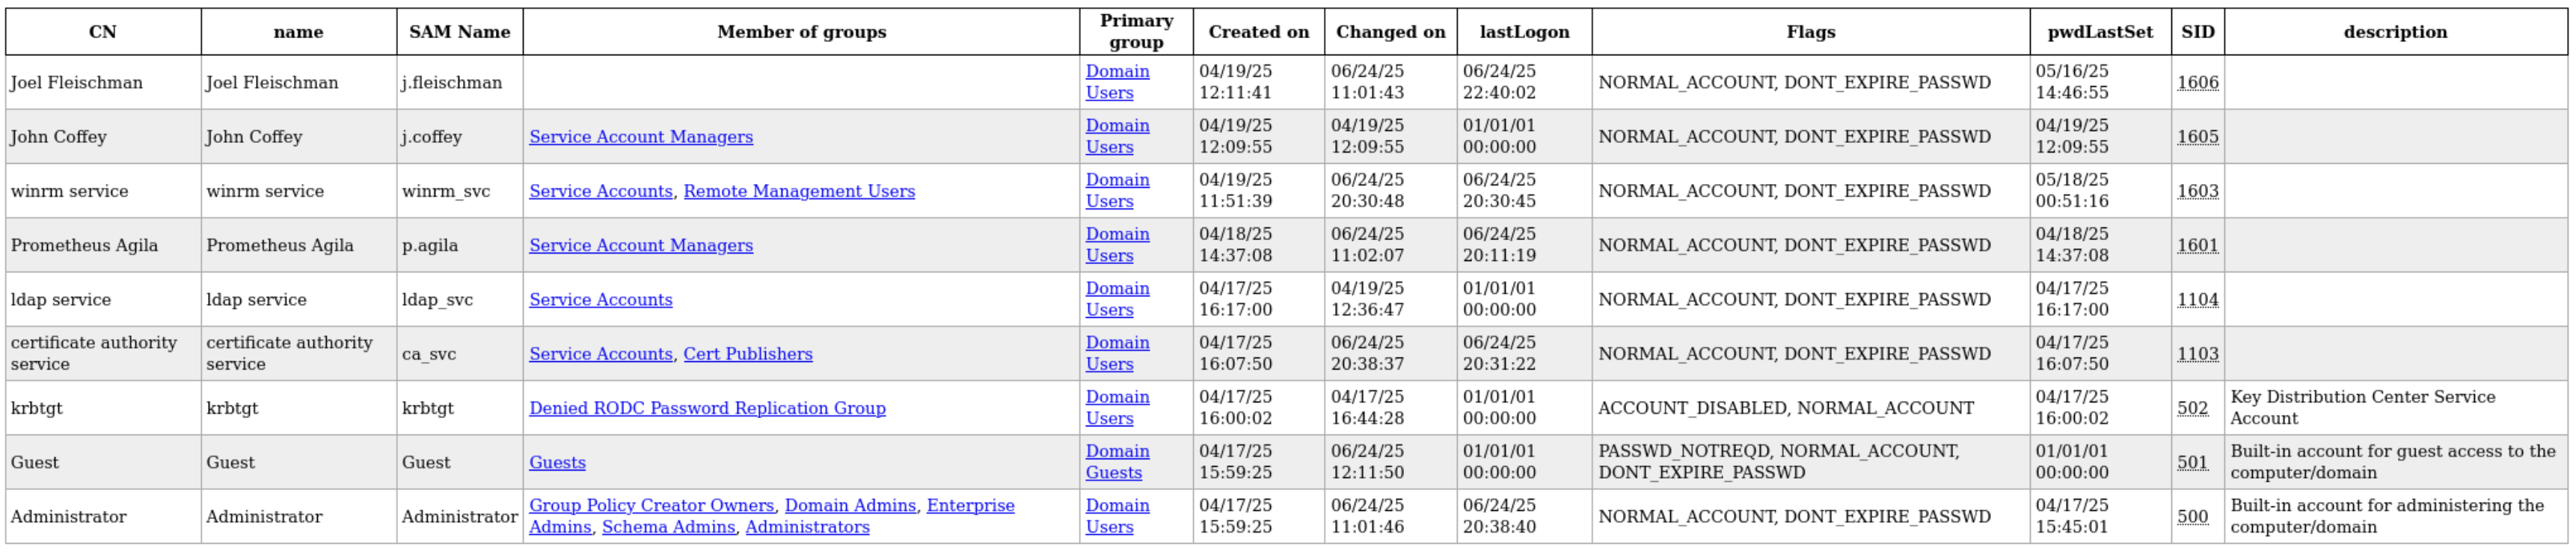 CN name SAM Name Member of groups Primary group Created on Changed on lastLogon Flags pwdLastSet SID description
Joel Fleischman Joel Fleischman j.fleischman Domain Users 04/19/25 12:11:41 06/24/25 11:01:43 06/24/25 22:40:02 NORMAL_ACCOUNT, DONT_EXPIRE_PASSWD 05/16/25 14:46:55 1606
John Coffey John Coffey j.coffey Service Account Managers Domain Users 04/19/25 12:09:55 04/19/25 12:09:55 01/01/01 00:00:00 NORMAL_ACCOUNT, DONT_EXPIRE_PASSWD 04/19/25 12:09:55 1605
winrm service winrm service winrm_svc Service Accounts, Remote Management Users Domain Users 04/19/25 11:51:39 06/24/25 20:30:48 06/24/25 20:30:45 NORMAL_ACCOUNT, DONT_EXPIRE_PASSWD 05/18/25 00:51:16 1603
Prometheus Agila Prometheus Agila p.agila Service Account Managers Domain Users 04/18/25 14:37:08 06/24/25 11:02:07 06/24/25 20:11:19 NORMAL_ACCOUNT, DONT_EXPIRE_PASSWD 04/18/25 14:37:08 1601
ldap service ldap service ldap_svc Service Accounts Domain Users 04/17/25 16:17:00 04/19/25 12:36:47 01/01/01 00:00:00 NORMAL_ACCOUNT, DONT_EXPIRE_PASSWD 04/17/25 16:17:00 1104
certificate authority service certificate authority service ca_svc Service Accounts, Cert Publishers Domain Users 04/17/25 16:07:50 06/24/25 20:38:37 06/24/25 20:31:22 NORMAL_ACCOUNT, DONT_EXPIRE_PASSWD 04/17/25 16:07:50 1103
krbtgt krbtgt krbtgt Denied RODC Password Replication Group Domain Users 04/17/25 16:00:02 04/17/25 16:44:28 01/01/01 00:00:00 ACCOUNT_DISABLED, NORMAL_ACCOUNT 04/17/25 16:00:02 502 Key Distribution Center Service Account
Guest Guest Guest Guests Domain Guests 04/17/25 15:59:25 06/24/25 12:11:50 01/01/01 00:00:00 PASSWD_NOTREQD, NORMAL_ACCOUNT, DONT_EXPIRE_PASSWD 01/01/01 00:00:00 501 Built-in account for guest access to the computer/domain
Administrator Administrator Administrator Group Policy Creator Owners, Domain Admins, Enterprise Admins, Schema Admins, Administrators Domain Users 04/17/25 15:59:25 06/24/25 11:01:46 06/24/25 20:38:40 NORMAL_ACCOUNT, DONT_EXPIRE_PASSWD 04/17/25 15:45:01 500 Built-in account for administering the computer/domain